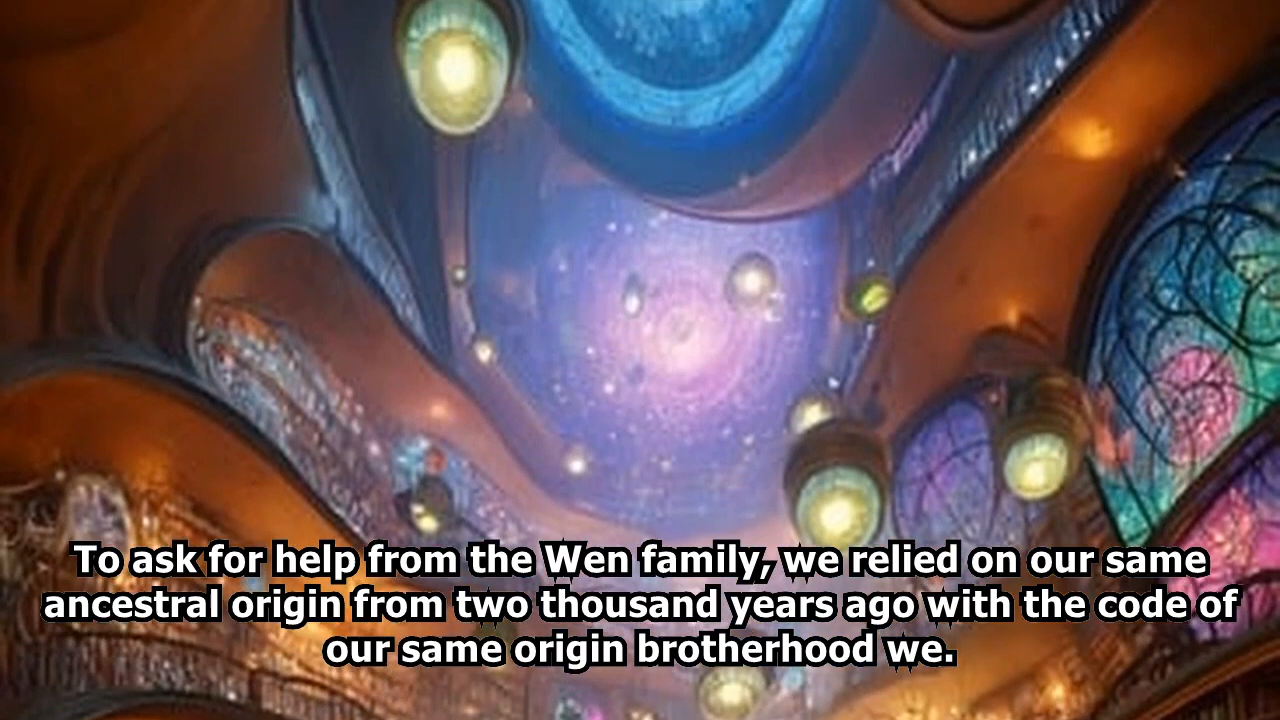 To ask for help from the Wen family, we relied on our same
ancestral origin from two thousand years ago with the code of
our same origin brotherhood we.